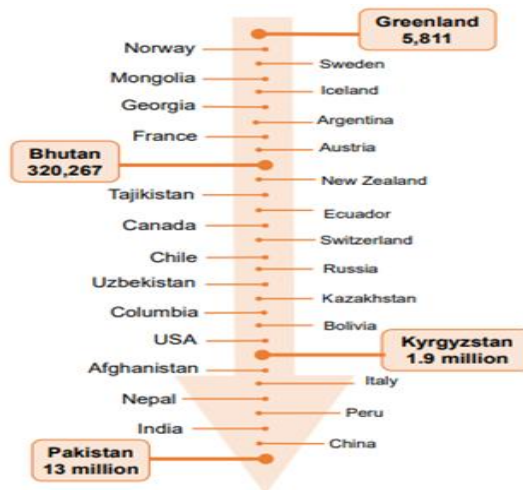 Greenland
5,811
Norway
Sweden
Mongolia
Iceland
Georgia
Argentina
France
Austria
Bhutan
320,267
New Zealand
Tajikistan
Ecuador
Canada
Switzerland
Chile
Russia
Uzbekistan
Kazakhstan
Columbia
Bolivia
USA
Kyrgyzstan
1.9 million
Afghanistan
Italy
Nepal
Peru
India
China
Pakistan
13 million